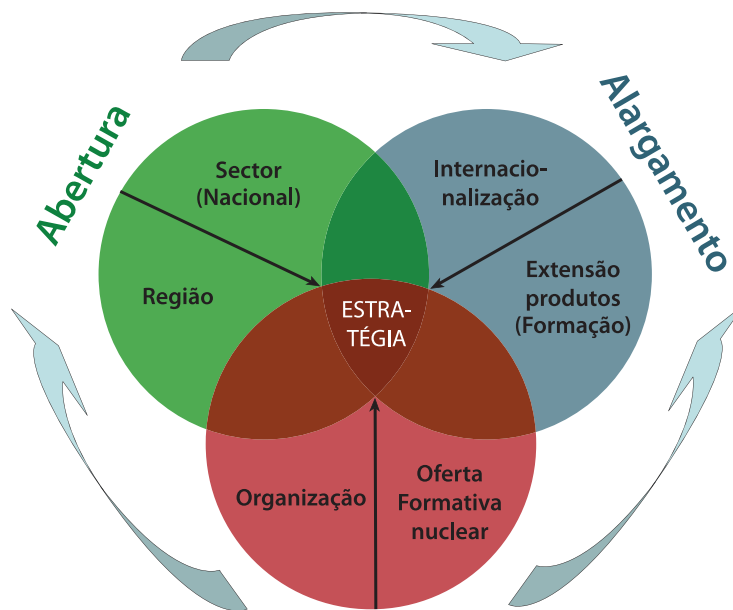 Abertura
Alargamento
Sector
(Nacional)
Região
Internacio-
nalização
Extensão
produtos
(Formação)
ESTRA-
TÉGIA
Organização
Oferta
Formativa
nuclear